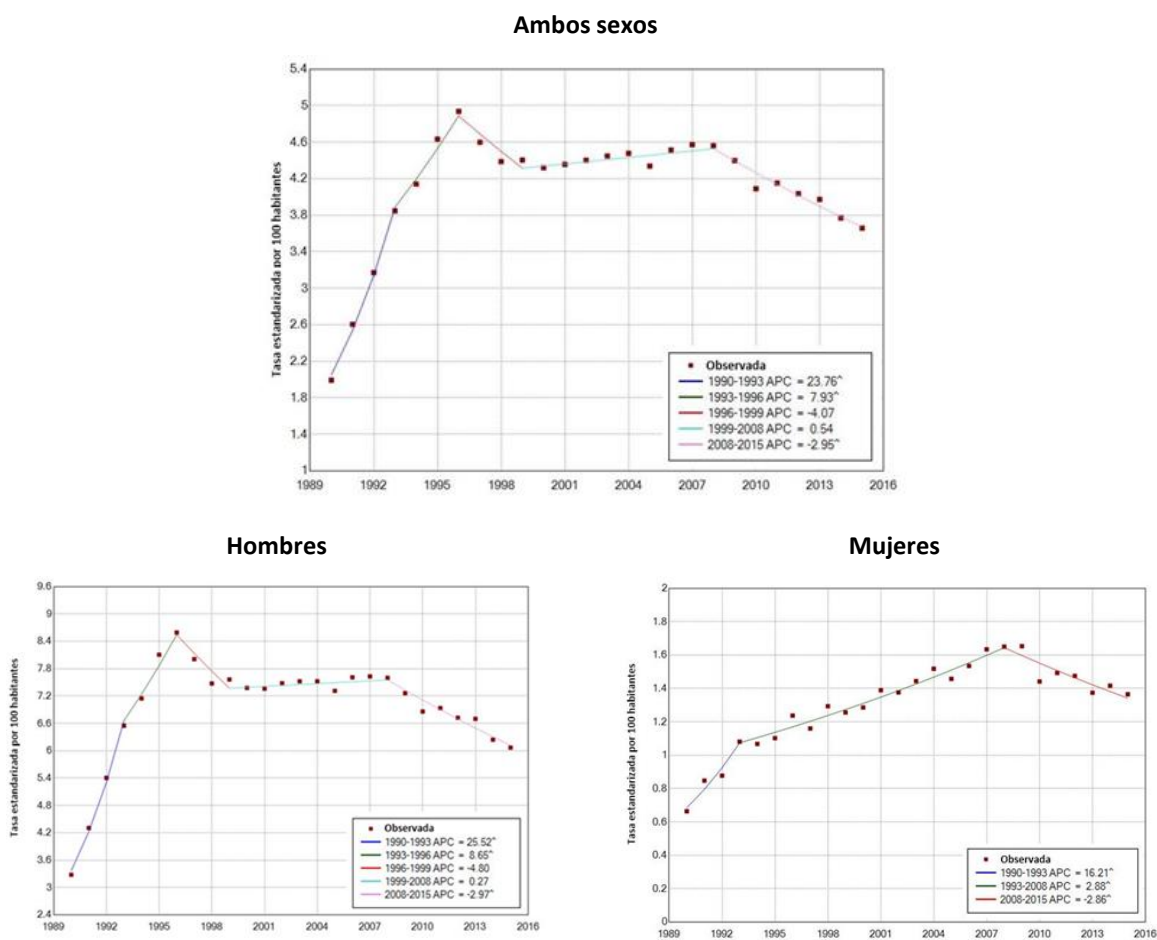 Ambos sexos
Tasa estandarizada por 100 habitantes
5.4
5
4.6
4.2
3.8
3.4
3
2.6
2.2
1.8
1.4
1
1989 1992 1995 1998 2001 2004 2007 2010 2013 2016
Observada
1990-1993 APC = 23.76^
1993-1996 APC = 7.93^
1996-1999 APC = -4.07
1999-2008 APC = 0.54
2008-2015 APC = -2.95^
Hombres
Tasa estandarizada por 100 habitantes
9.6
9
8.4
7.8
7.2
6.6
6
5.4
4.8
4.2
3.6
3
2.4
1989 1992 1995 1998 2001 2004 2007 2010 2013 2016
Observada
1990-1993 APC = 25.52^
1993-1996 APC = 8.65^
1996-1999 APC = -4.80
1999-2008 APC = 0.27
2008-2015 APC = -2.97^
Mujeres
Tasa estandarizada por 100 habitantes
2
1.8
1.6
1.4
1.2
1
0.8
0.6
0.4
0.2
0
1989 1992 1995 1998 2001 2004 2007 2010 2013 2016
Observada
1990-1993 APC = 16.21^
1993-2008 APC = 2.88^
2008-2015 APC = -2.86^